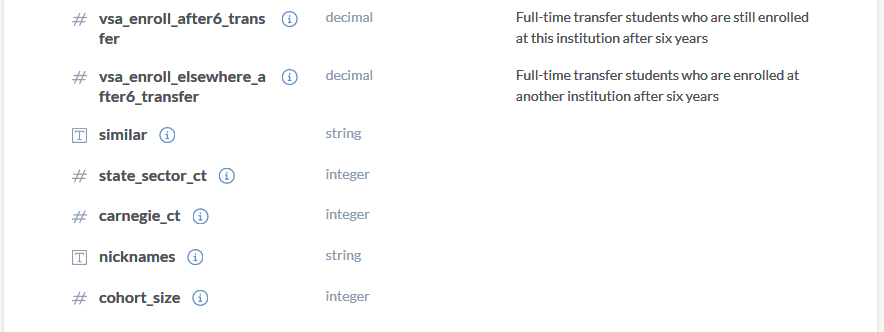 # vsa_enroll_after6_trans
fer
decimal
Full-time transfer students who are still enrolled
at this institution after six years
# vsa_enroll_elsewhere_a
fter6_transfer
decimal
Full-time transfer students who are enrolled at
another institution after six years
T similar i string
# state_sector_ct i integer
# carnegie_ct i integer
T nicknames i string
# cohort_size i integer